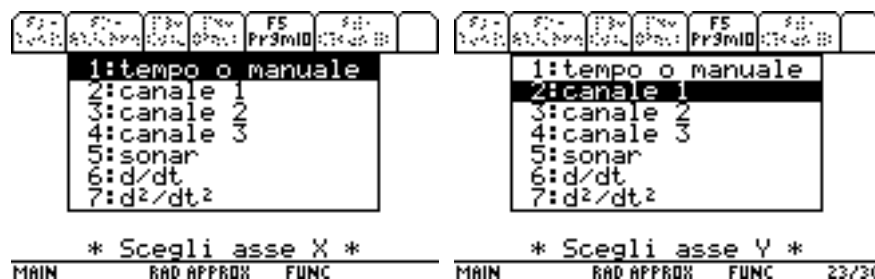 F5
Pr9mIO
1:tempo o manuale
2:canale 1
3:canale 2
4:canale 3
5:sonar
6:d/dt
7:d²/dt²
* Scegli asse X *
MAIN RAD APPROX FUNC
F5
Pr9mIO
1:tempo o manuale
2:canale 1
3:canale 2
4:canale 3
5:sonar
6:d/dt
7:d²/dt²
* Scegli asse Y *
MAIN RAD APPROX FUNC 23/30